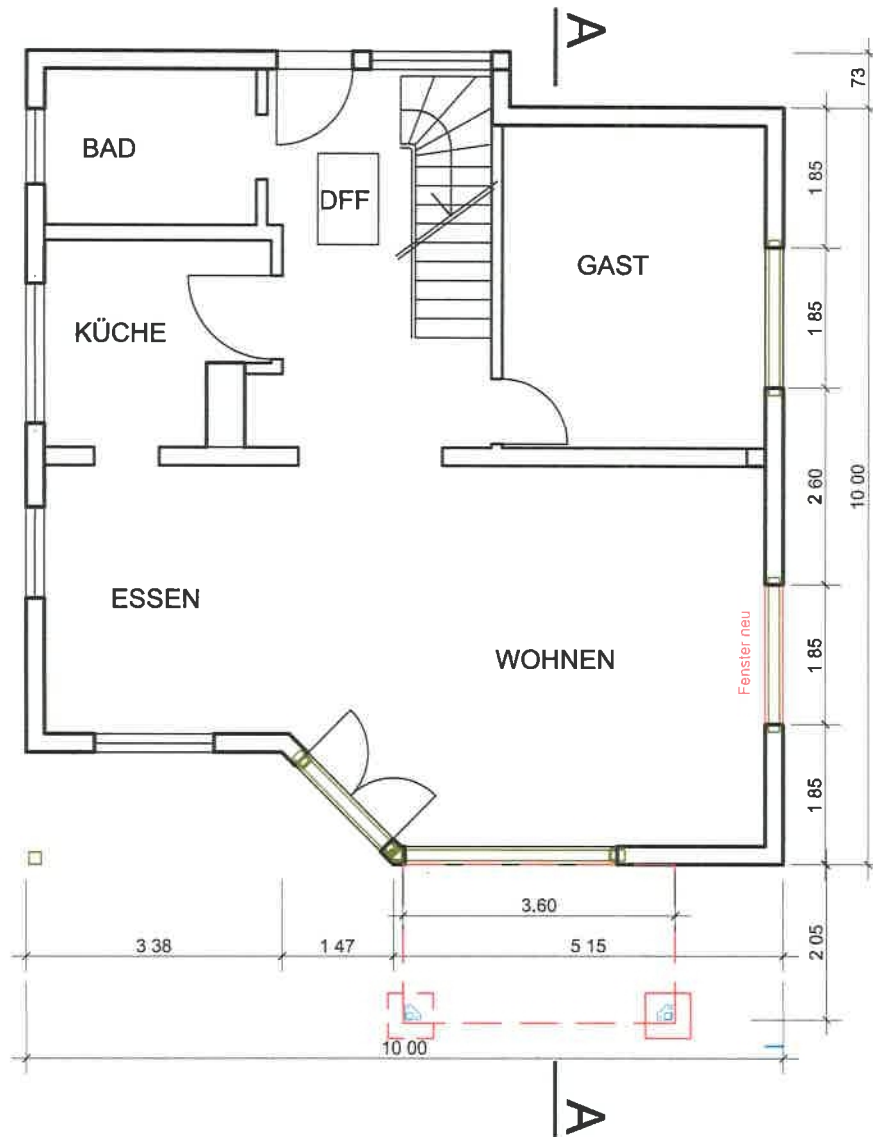 A
73
BAD
1 85
DFF
GAST
KÜCHE
1 85
2 60
10 00
ESSEN
WOHNEN
Fenster neu
1 85
1 85
3.60
3 38
1 47
5 15
2 05
10 00
A